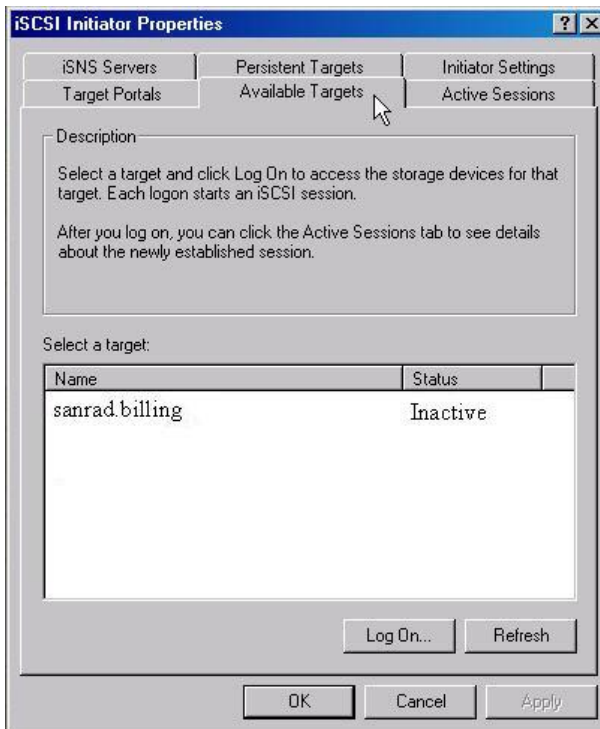 iSCSI Initiator Properties
iSNS Servers Persistent Targets Initiator Settings
Target Portals Available Targets Active Sessions
Description
Select a target and click Log On to access the storage devices for that
target. Each logon starts an iSCSI session.
After you log on, you can click the Active Sessions tab to see details
about the newly established session.
Select a target:
Name Status
sanrad.billing Inactive
Log On... Refresh
OK Cancel Apply